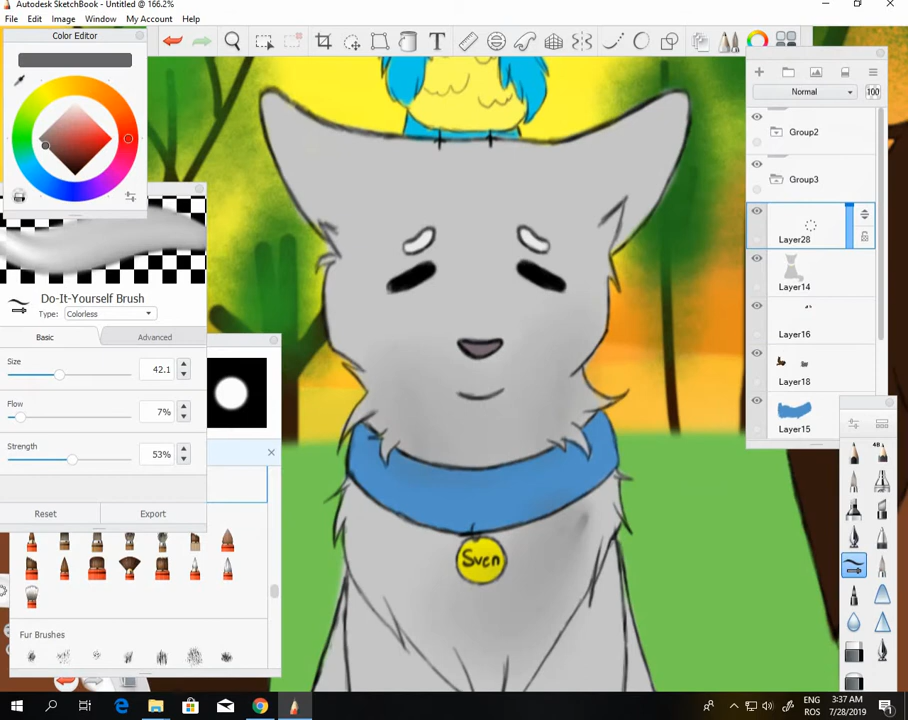 Autodesk SketchBook - Untitled @ 166.2%
File Edit Image Window My Account Help
Color Editor
T
Normal 100
Group2
Group3
Layer28
Layer14
Layer16
Layer18
Layer15
Do-It-Yourself Brush
Type: Colorless
Basic Advanced
Size 42.1
Flow 7%
Strength 53%
Reset Export
Fur Brushes
Sven
4B
ENG 3:37 AM
ROS 7/28/2019
1